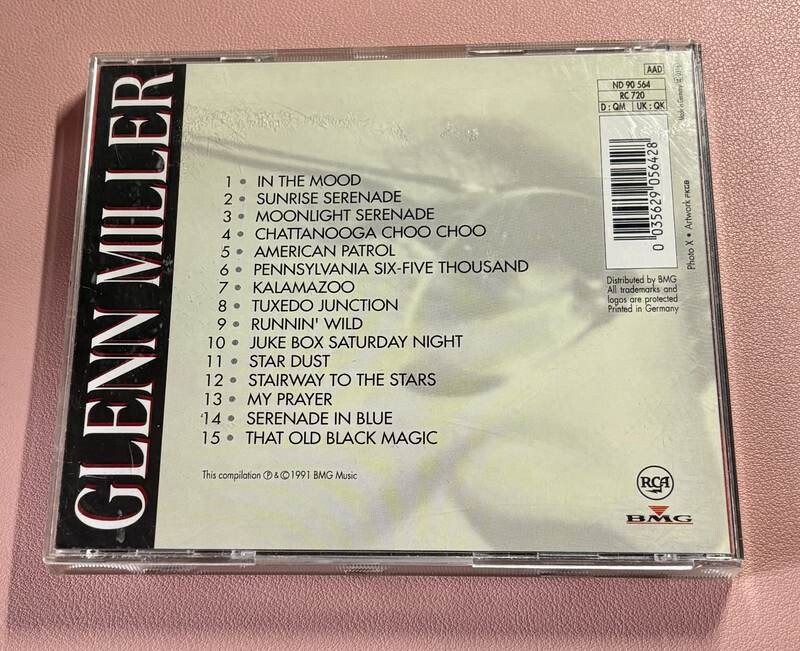 GLENN MILLER
AAD
ND 90 564
RC 720
D : QM UK : QK
0 035629 056428
Photo X • Artwork FKGB
Distributed by BMG
All trademarks and
logos are protected
Printed in Germany
1 • IN THE MOOD
2 • SUNRISE SERENADE
3 • MOONLIGHT SERENADE
4 • CHATTANOOGA CHOO CHOO
5 • AMERICAN PATROL
6 • PENNSYLVANIA SIX-FIVE THOUSAND
7 • KALAMAZOO
8 • TUXEDO JUNCTION
9 • RUNNIN' WILD
10 • JUKE BOX SATURDAY NIGHT
11 • STAR DUST
12 • STAIRWAY TO THE STARS
13 • MY PRAYER
14 • SERENADE IN BLUE
15 • THAT OLD BLACK MAGIC
This compilation ℗ & © 1991 BMG Music
RCA
BMG